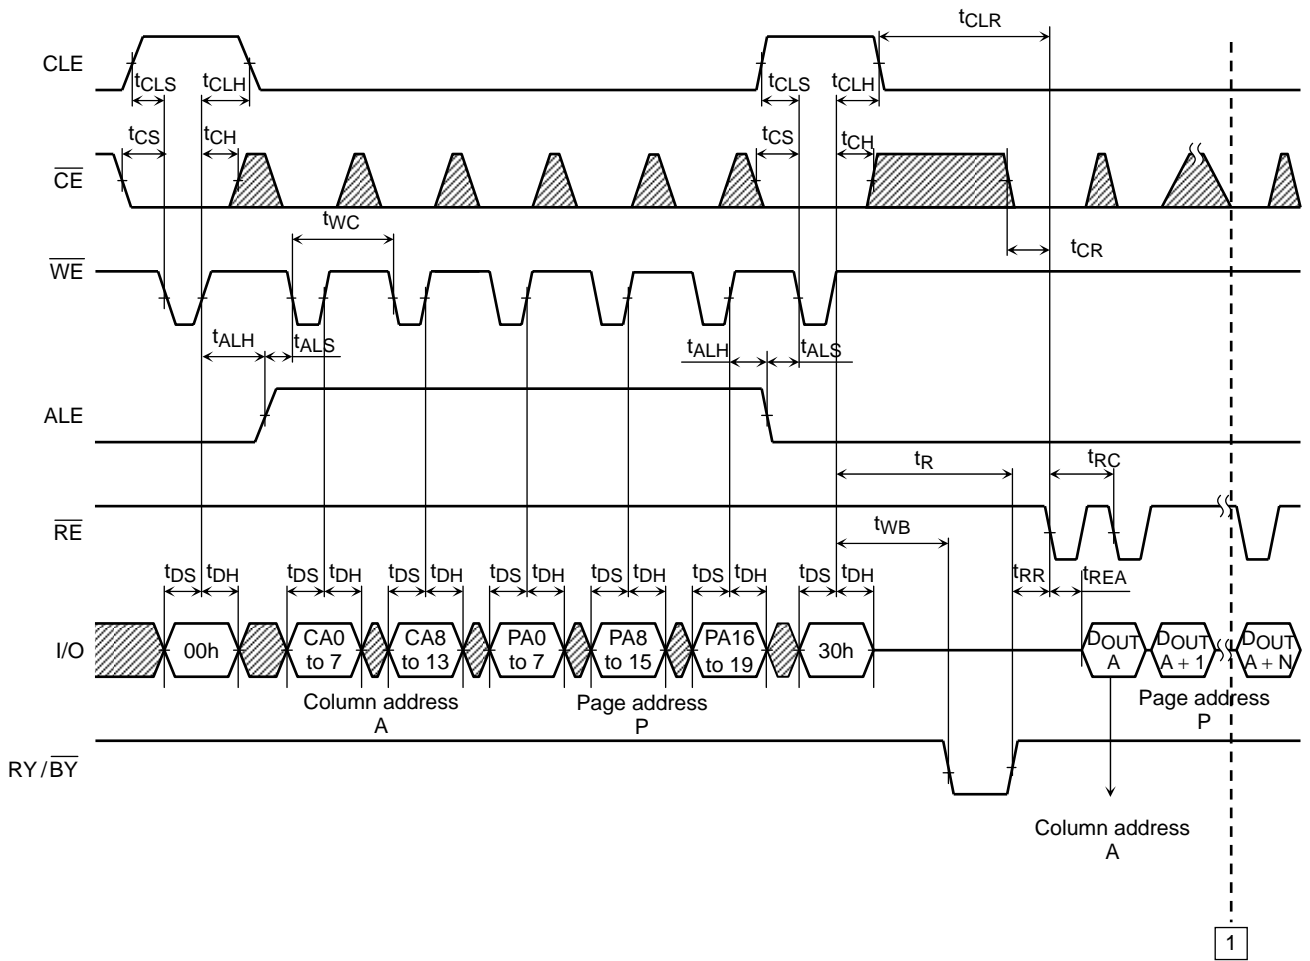 tCLR
CLE
tCLS
tCLH
tCLS
tCLH
tCS
tCH
tCS
tCH
CE
tWC
tCR
WE
tALH
tALS
tALH
tALS
ALE
tR
tRC
RE
tWB
tDS
tDH
tDS
tDH
tDS
tDH
tDS
tDH
tDS
tDH
tDS
tDH
tDS
tDH
tRR
tREA
I/O
00h
CA0
to 7
CA8
to 13
PA0
to 7
PA8
to 15
PA16
to 19
30h
DOUT
A
DOUT
A + 1
DOUT
A + N
Column address
A
Page address
P
Page address
P
RY/BY
Column address
A
1